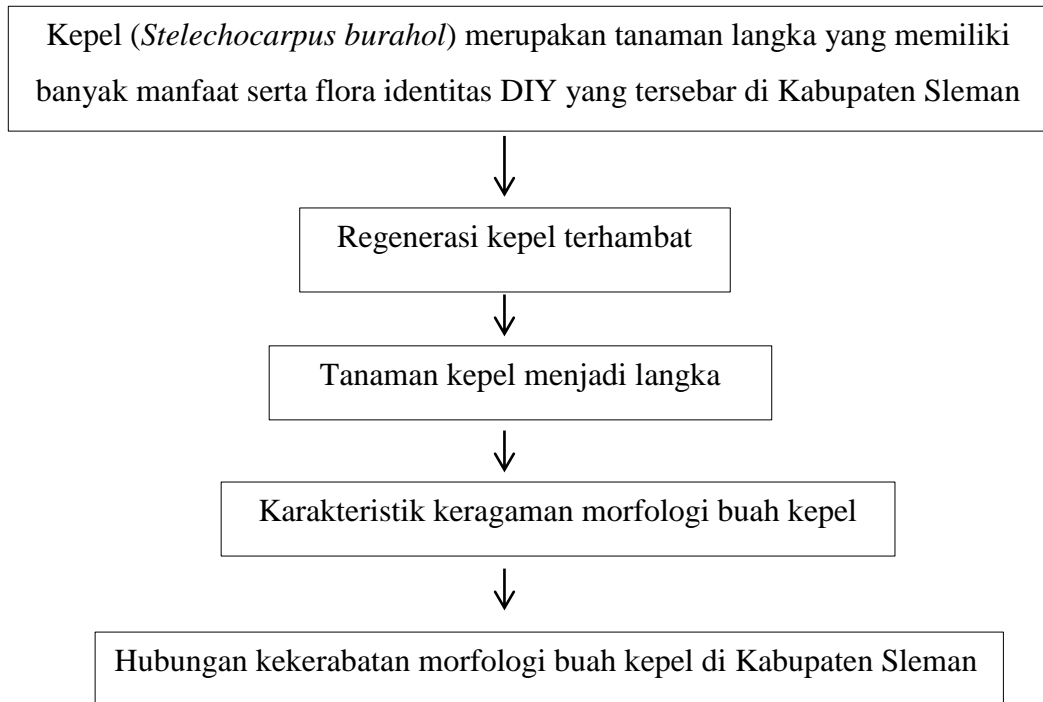 Kepel (Stelechocarpus burahol) merupakan tanaman langka yang memiliki
banyak manfaat serta flora identitas DIY yang tersebar di Kabupaten Sleman
Regenerasi kepel terhambat
Tanaman kepel menjadi langka
Karakteristik keragaman morfologi buah kepel
Hubungan kekerabatan morfologi buah kepel di Kabupaten Sleman